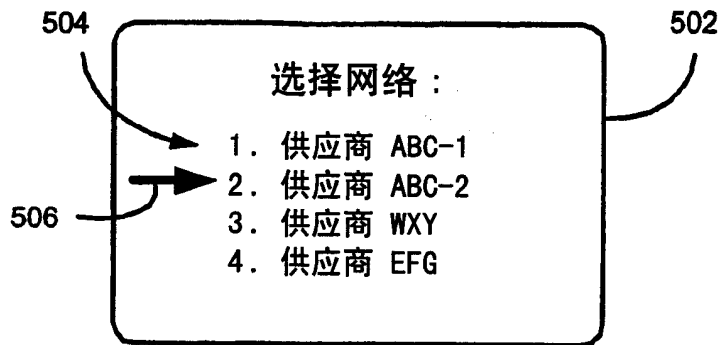 504
502
选择网络：
1. 供应商 ABC-1
2. 供应商 ABC-2
506
3. 供应商 WXY
4. 供应商 EFG